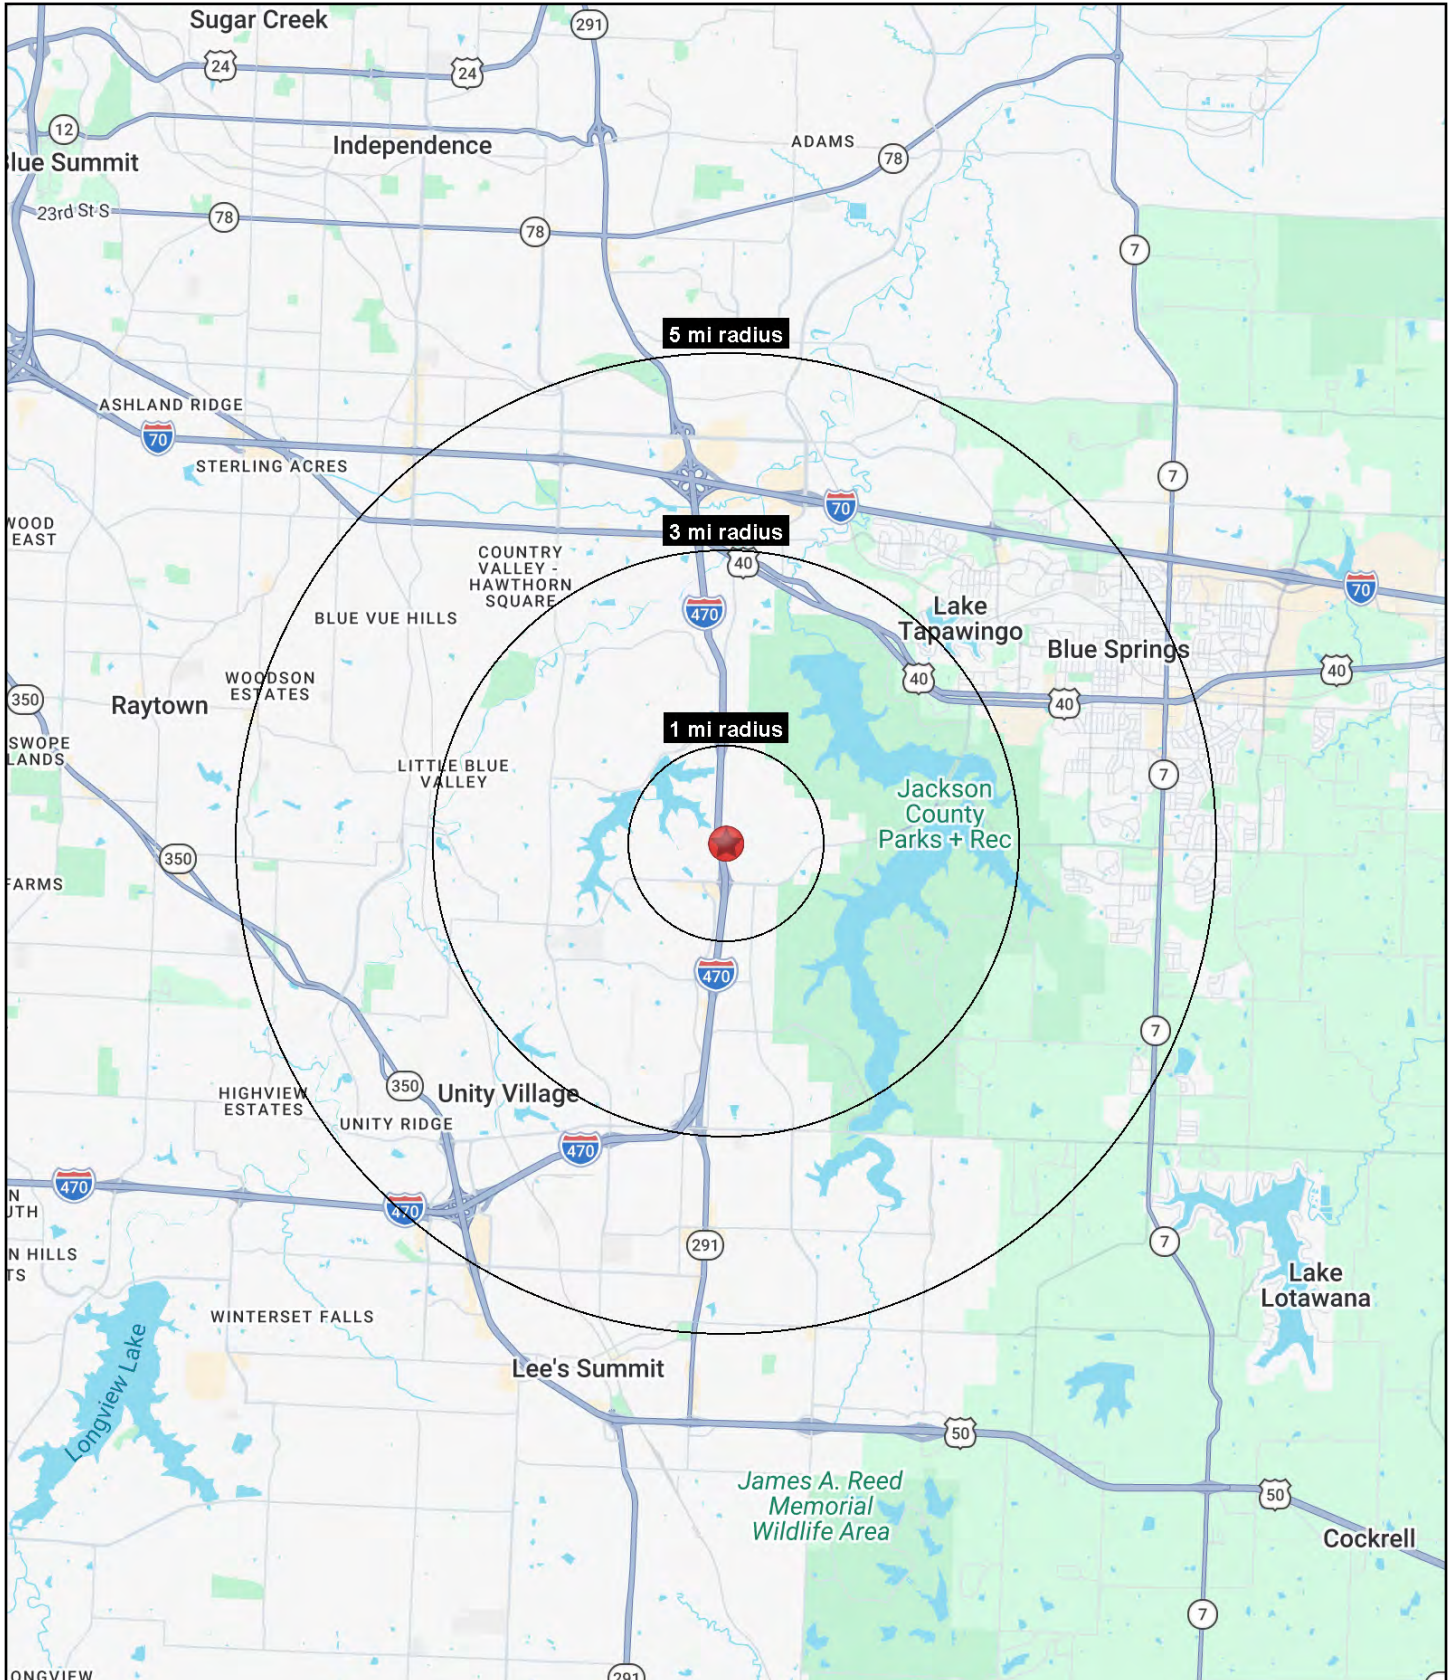 Sugar Creek
291
24
24
12
Independence
ADAMS
78
Blue Summit
23rd St S
78
78
7
5 mi radius
ASHLAND RIDGE
70
STERLING ACRES
7
70
WOOD
EAST
3 mi radius
COUNTRY
VALLEY -
HAWTHORN
SQUARE
40
70
470
Lake
Tapawingo
BLUE VUE HILLS
Blue Springs
40
40
40
WOODSON
ESTATES
350
Raytown
1 mi radius
SWOPE
LANDS
LITTLE BLUE
VALLEY
7
Jackson
County
Parks + Rec
350
FARMS
470
7
350
Unity Village
HIGHVIEW
ESTATES
UNITY RIDGE
470
470
N
UTH
470
7
291
N HILLS
TS
Lake
Lotawana
WINTERSET FALLS
Longview Lake
Lee's Summit
50
James A. Reed
Memorial
Wildlife Area
50
Cockrell
7
ONGVIEW
291